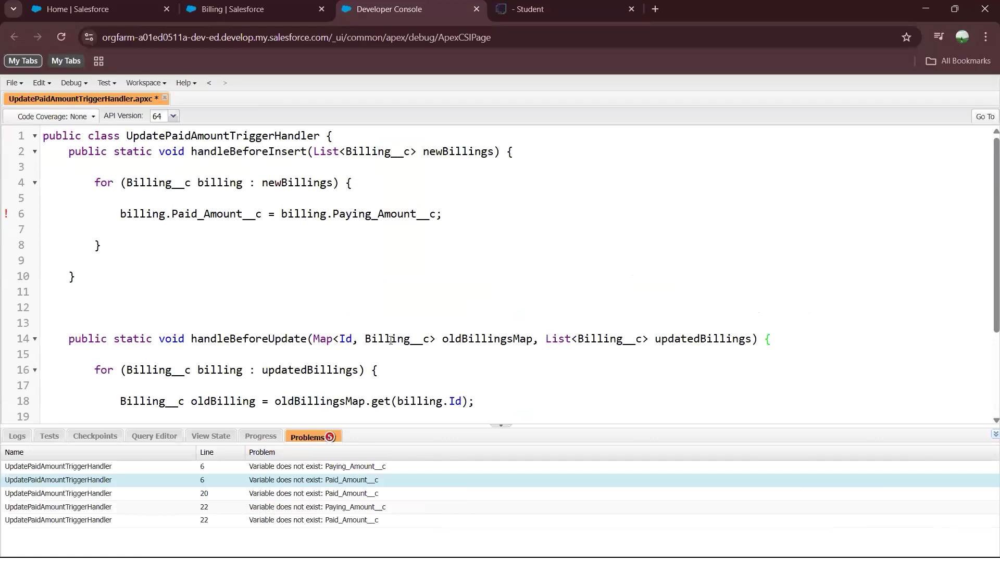 Home | Salesforce
Billing | Salesforce
Developer Console
- Student
orgfarm-a01ed0511a-dev-ed.develop.my.salesforce.com/_ui/common/apex/debug/ApexCSIPage
My Tabs
My Tabs
All Bookmarks
File Edit Debug Test Workspace Help < >
UpdatePaidAmountTriggerHandler.apxc *
Code Coverage: None API Version: 64 Go To
1 public class UpdatePaidAmountTriggerHandler {
2 public static void handleBeforeInsert(List<Billing__c> newBillings) {
3
4 for (Billing__c billing : newBillings) {
5
! 6 billing.Paid_Amount__c = billing.Paying_Amount__c;
7
8 }
9
10 }
11
12
13
14 public static void handleBeforeUpdate(Map<Id, Billing__c> oldBillingsMap, List<Billing__c> updatedBillings) {
15
16 for (Billing__c billing : updatedBillings) {
17
18 Billing__c oldBilling = oldBillingsMap.get(billing.Id);
19
Logs Tests Checkpoints Query Editor View State Progress Problems 5
Name Line Problem
UpdatePaidAmountTriggerHandler 6 Variable does not exist: Paying_Amount__c
UpdatePaidAmountTriggerHandler 6 Variable does not exist: Paid_Amount__c
UpdatePaidAmountTriggerHandler 20 Variable does not exist: Paid_Amount__c
UpdatePaidAmountTriggerHandler 22 Variable does not exist: Paying_Amount__c
UpdatePaidAmountTriggerHandler 22 Variable does not exist: Paid_Amount__c